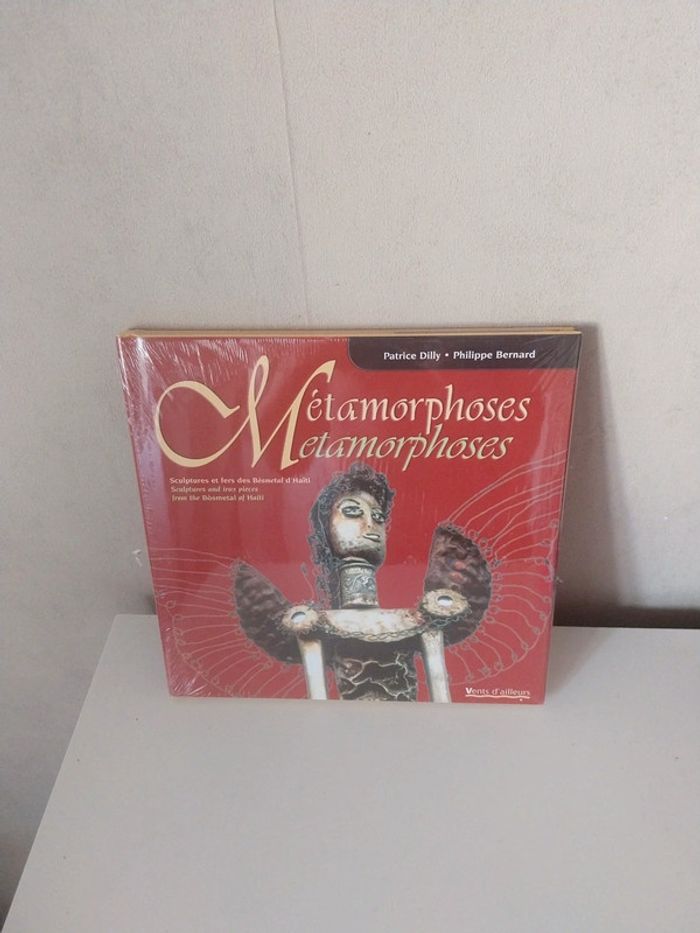 Patrice Dilly • Philippe Bernard
Métamorphoses
Metamorphoses
Sculptures et fers des Bòsmetal d'Haïti
Sculptures and iron pieces
from the Bòsmetal of Haïti
Vents d'ailleurs